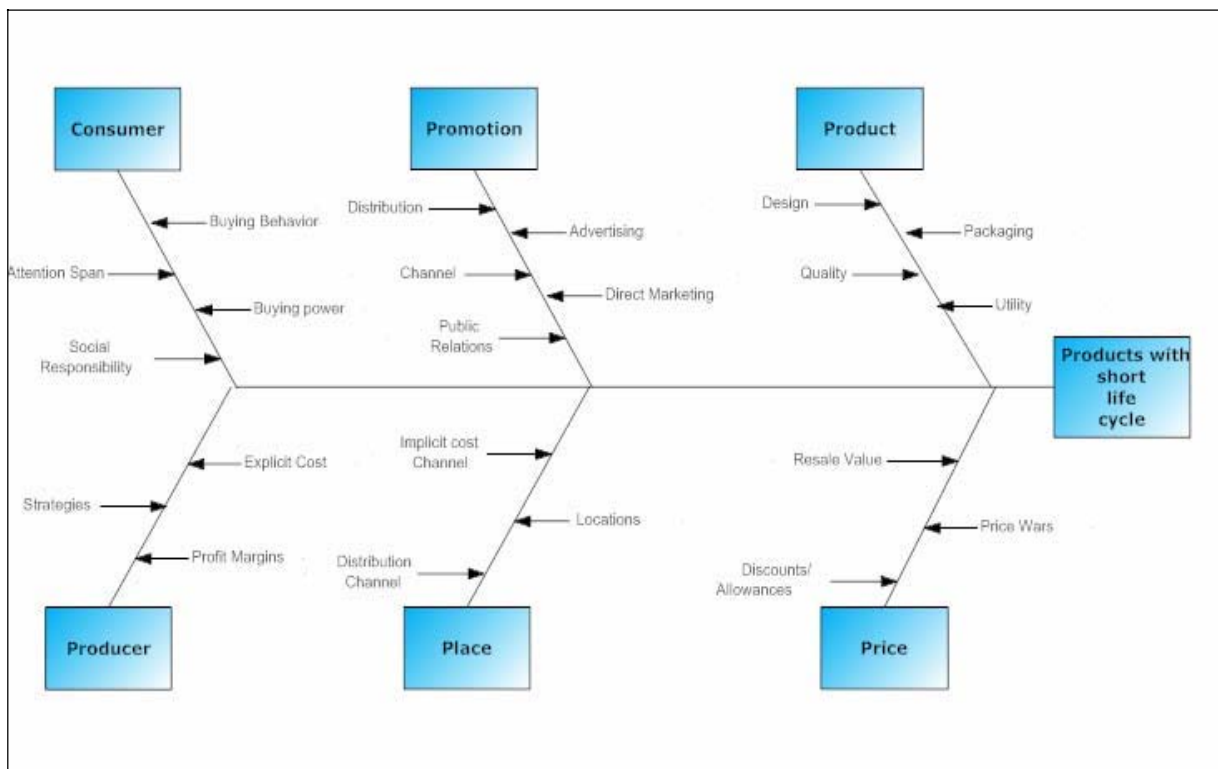 Consumer
Promotion
Product
Buying Behavior
Attention Span
Buying power
Social
Responsibility
Distribution
Advertising
Channel
Direct Marketing
Public
Relations
Design
Packaging
Quality
Utility
Products with
short
life
cycle
Explicit Cost
Strategies
Profit Margins
Implicit cost
Channel
Locations
Distribution
Channel
Resale Value
Price Wars
Discounts/
Allowances
Producer
Place
Price